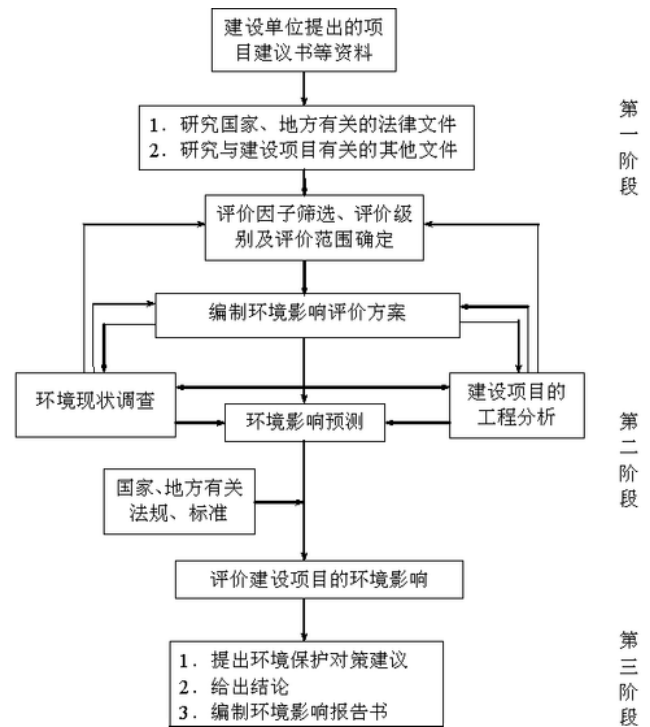 建设单位提出的项
目建议书等资料
1．研究国家、地方有关的法律文件
2．研究与建设项目有关的其他文件
第一阶段
评价因子筛选、评价级
别及评价范围确定
编制环境影响评价方案
环境现状调查
建设项目的
工程分析
环境影响预测
第二阶段
国家、地方有关
法规、标准
评价建设项目的环境影响
1．提出环境保护对策建议
2．给出结论
3．编制环境影响报告书
第三阶段